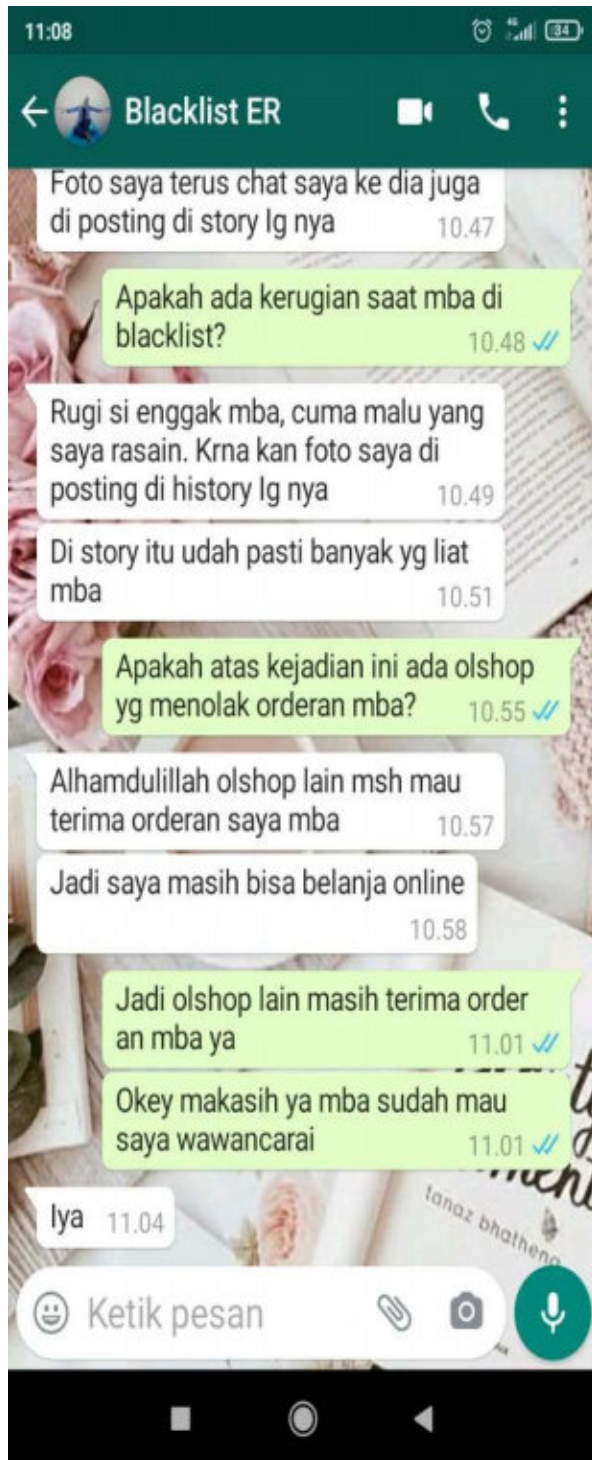 11:08
4G
34
Blacklist ER
Foto saya terus chat saya ke dia juga
di posting di story Ig nya
10.47
Apakah ada kerugian saat mba di
blacklist?
10.48
Rugi si enggak mba, cuma malu yang
saya rasain. Krna kan foto saya di
posting di history Ig nya
10.49
Di story itu udah pasti banyak yg liat
mba
10.51
Apakah atas kejadian ini ada olshop
yg menolak orderan mba?
10.55
Alhamdulillah olshop lain msh mau
terima orderan saya mba
10.57
Jadi saya masih bisa belanja online
10.58
Jadi olshop lain masih terima order
an mba ya
11.01
Okey makasih ya mba sudah mau
saya wawancarai
11.01
Iya
11.04
tanaz bhathena
Ketik pesan